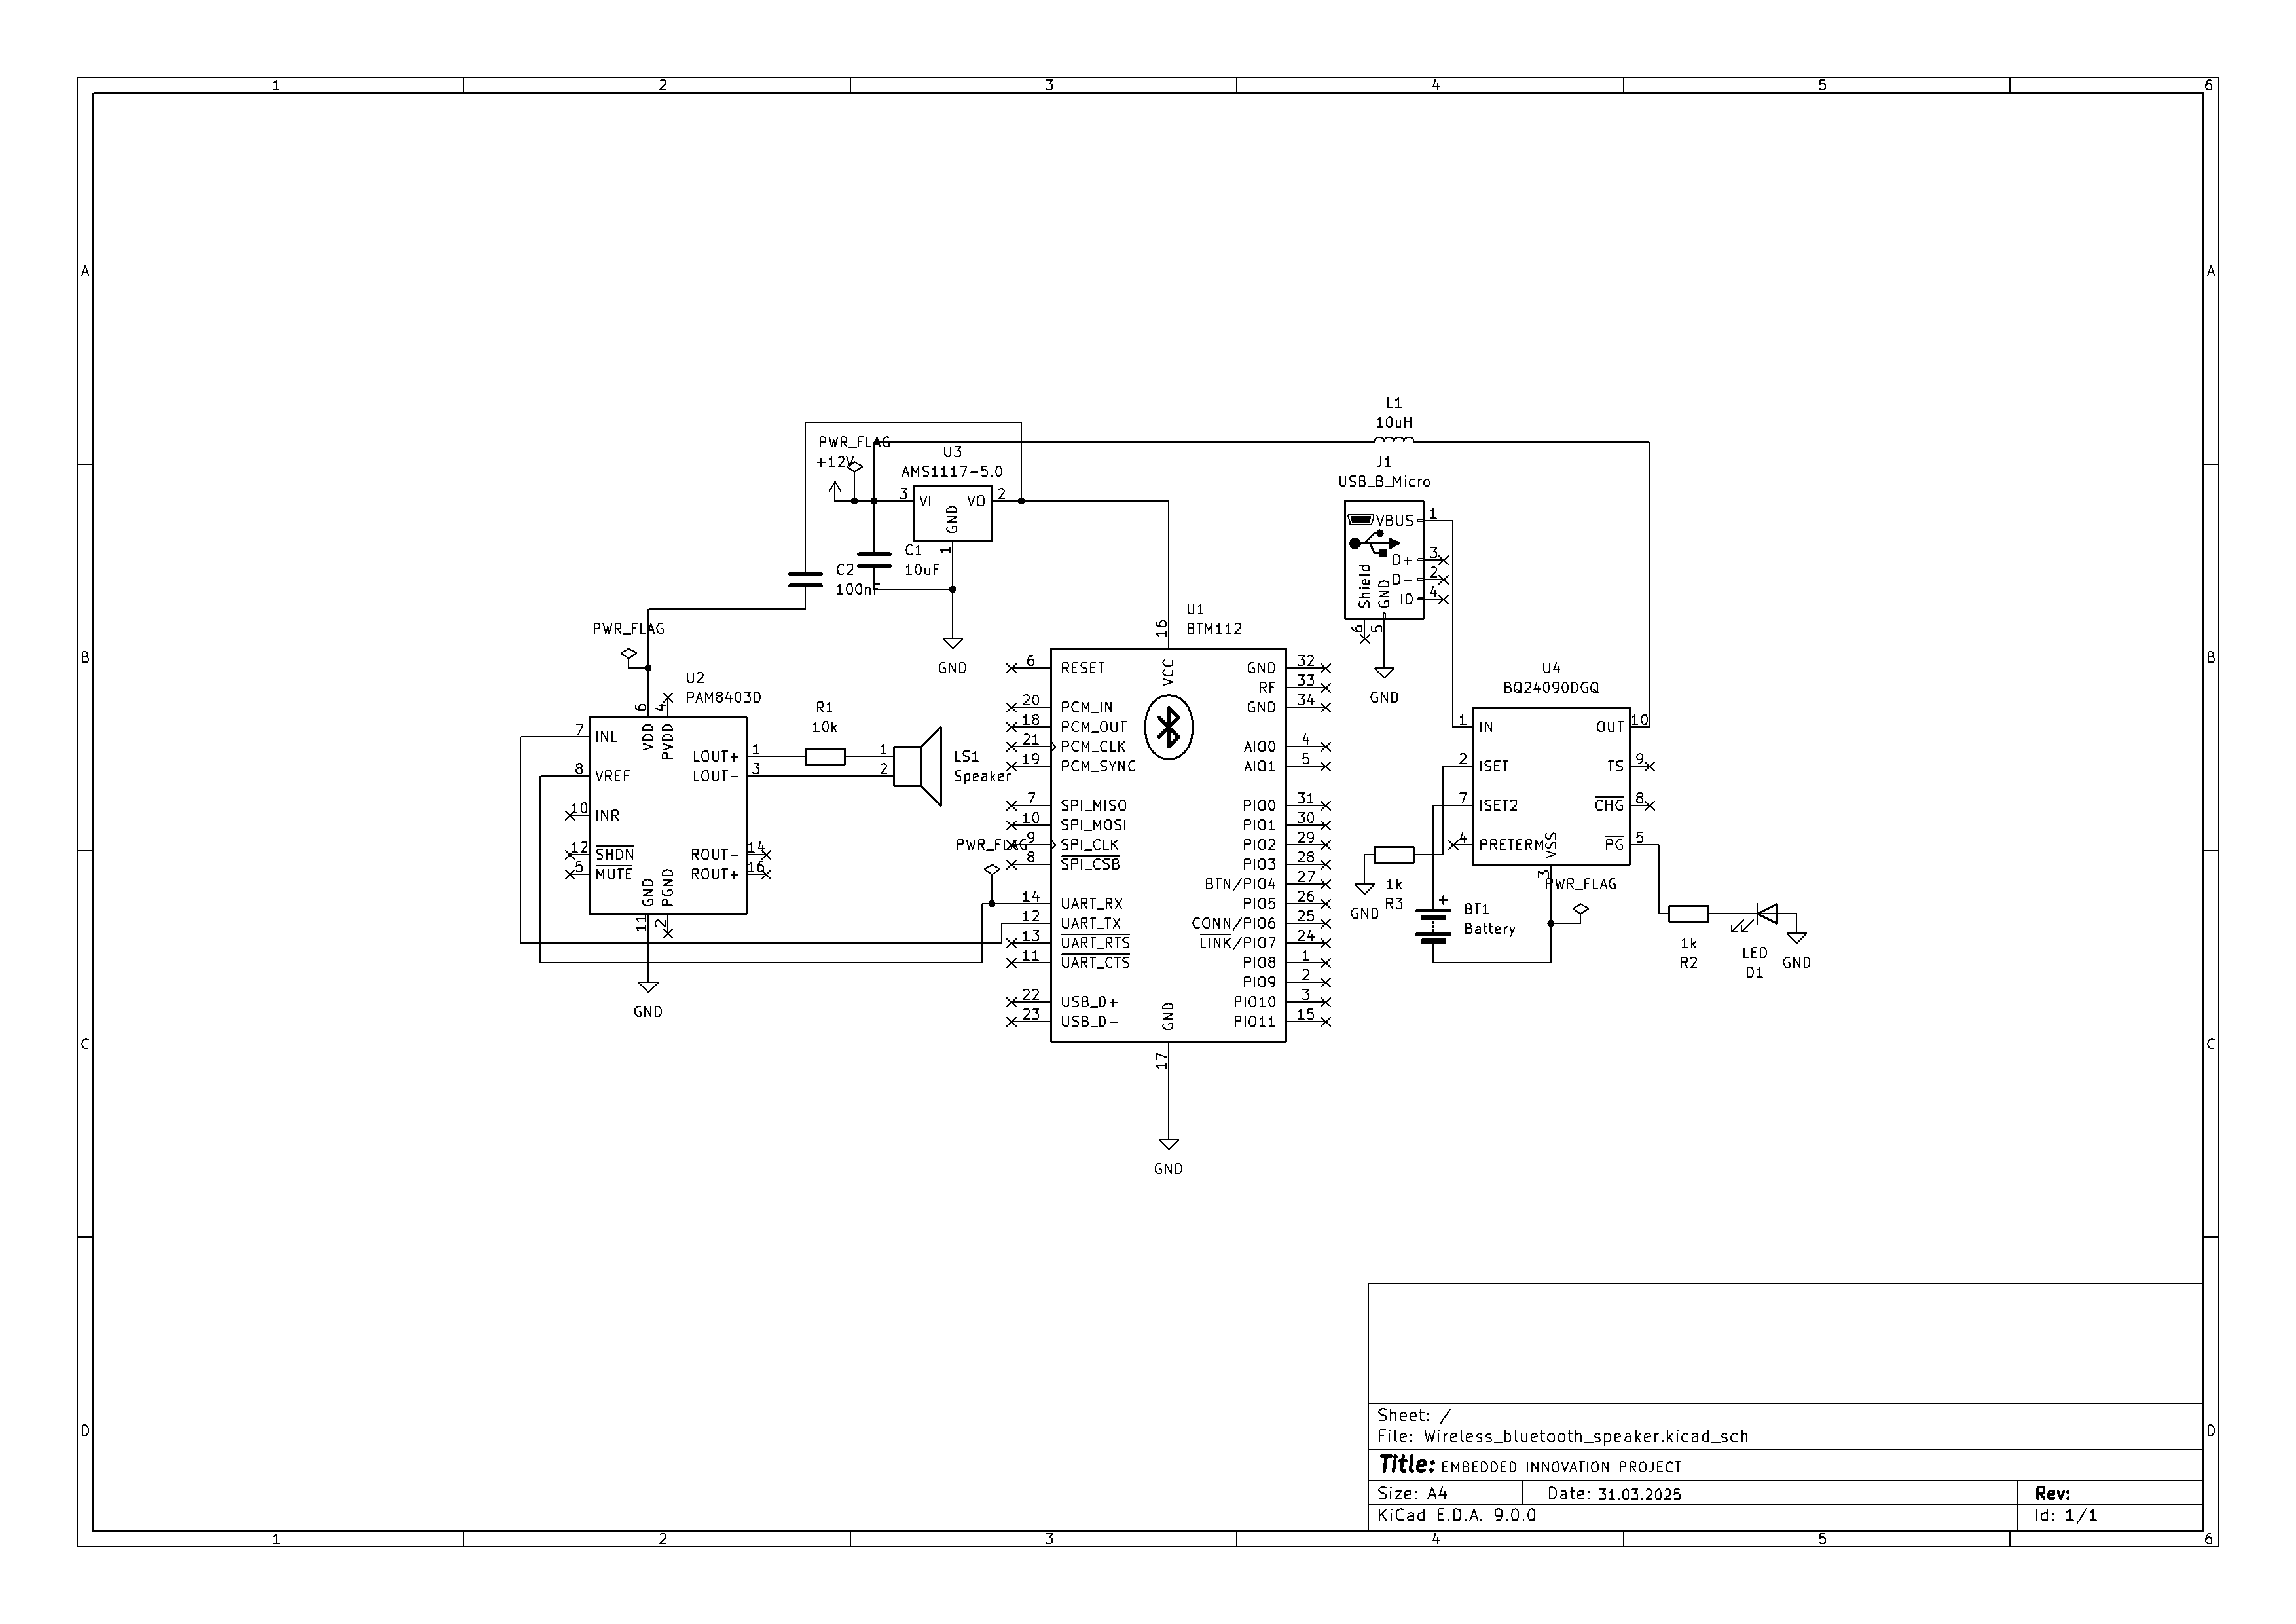 1 2 3 4 5 6
A A
B B
C C
D D
1 2 3 4 5 6
L1
10uH
PWR_FLAG
+12V
U3
AMS1117-5.0
3 VI VO 2
GND
1
C1
10uF
C2
100nF
GND
J1
USB_B_Micro
VBUS 1
D+ 3
D- 2
ID 4
Shield
GND
6
5
GND
PWR_FLAG
U2
PAM8403D
6
4
VDD
PVDD
7 INL
8 VREF
10 INR
12 SHDN
5 MUTE
LOUT+ 1
LOUT- 3
ROUT- 14
ROUT+ 16
GND
PGND
11
2
GND
R1
10k
1
2
LS1
Speaker
U1
BTM112
16
VCC
6 RESET
20 PCM_IN
18 PCM_OUT
21 PCM_CLK
19 PCM_SYNC
7 SPI_MISO
10 SPI_MOSI
9 SPI_CLK
8 SPI_CSB
PWR_FLAG
14 UART_RX
12 UART_TX
13 UART_RTS
11 UART_CTS
22 USB_D+
23 USB_D-
GND 32
RF 33
GND 34
AIO0 4
AIO1 5
PIO0 31
PIO1 30
PIO2 29
PIO3 28
BTN/PIO4 27
PIO5 26
CONN/PIO6 25
LINK/PIO7 24
PIO8 1
PIO9 2
PIO10 3
PIO11 15
GND
17
GND
U4
BQ24090DGQ
1 IN
2 ISET
7 ISET2
4 PRETERM
OUT 10
TS 9
CHG 8
PG 5
VSS
3
PWR_FLAG
1k
R3
GND
+
BT1
Battery
1k
R2
LED
D1
GND
Sheet: /
File: Wireless_bluetooth_speaker.kicad_sch
Title: EMBEDDED INNOVATION PROJECT
Size: A4 Date: 31.03.2025 Rev:
KiCad E.D.A. 9.0.0 Id: 1/1